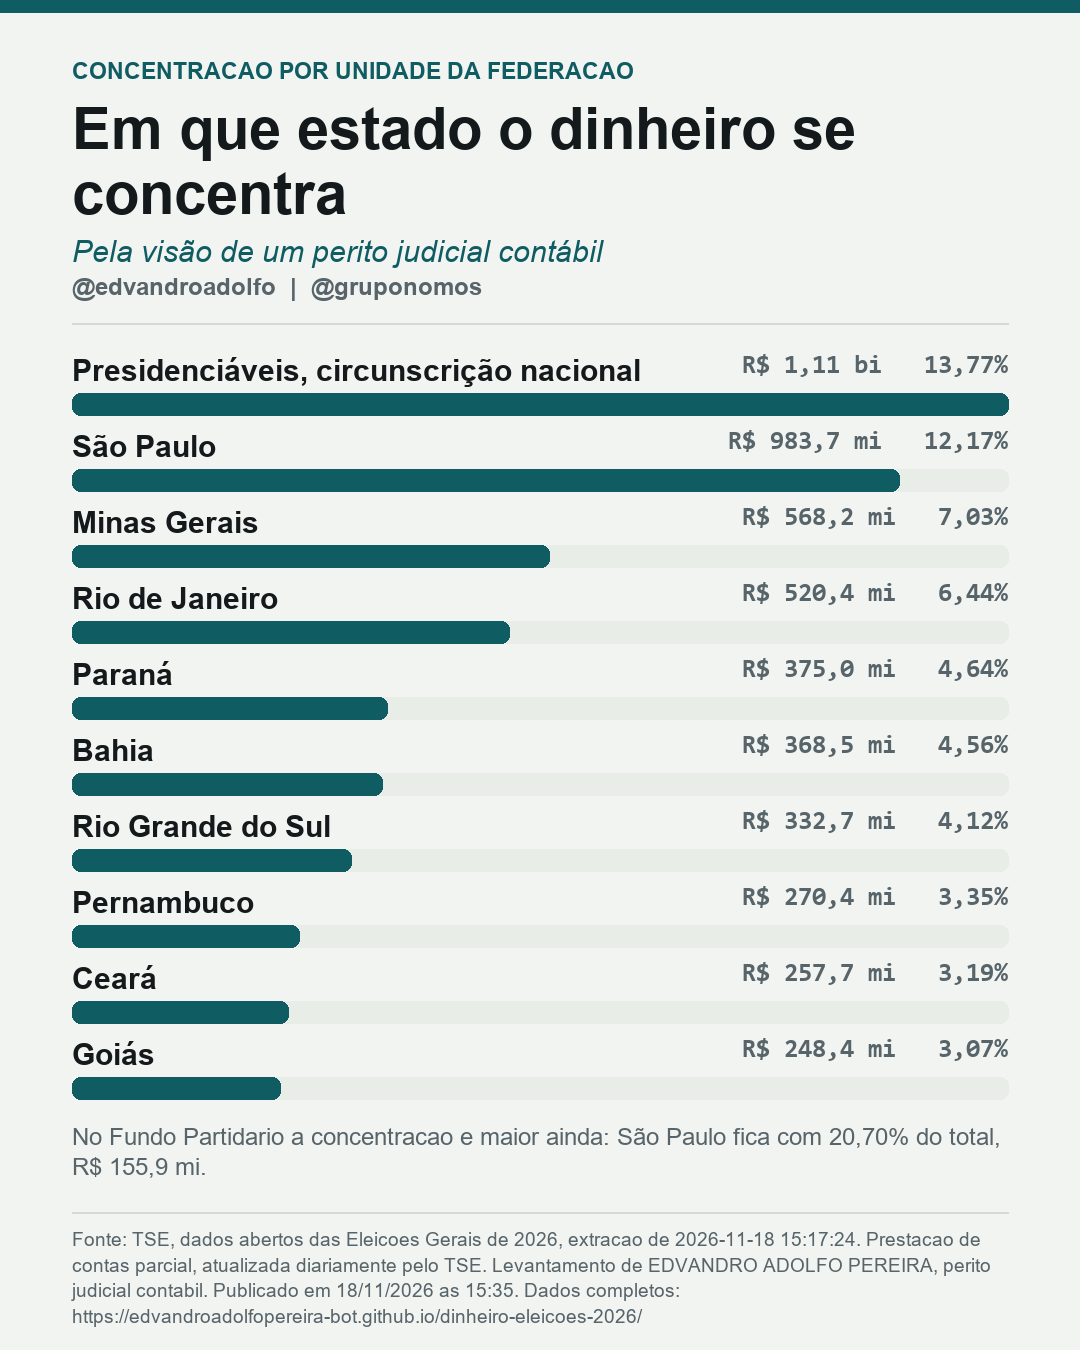 CONCENTRACAO POR UNIDADE DA FEDERACAO
Em que estado o dinheiro se
concentra
Pela visão de um perito judicial contábil
@edvandroadolfo | @gruponomos
Presidenciáveis, circunscrição nacional R$ 1,11 bi 13,77%
São Paulo R$ 983,7 mi 12,17%
Minas Gerais R$ 568,2 mi 7,03%
Rio de Janeiro R$ 520,4 mi 6,44%
Paraná R$ 375,0 mi 4,64%
Bahia R$ 368,5 mi 4,56%
Rio Grande do Sul R$ 332,7 mi 4,12%
Pernambuco R$ 270,4 mi 3,35%
Ceará R$ 257,7 mi 3,19%
Goiás R$ 248,4 mi 3,07%
No Fundo Partidario a concentracao e maior ainda: São Paulo fica com 20,70% do total,
R$ 155,9 mi.
Fonte: TSE, dados abertos das Eleicoes Gerais de 2026, extracao de 2026-11-18 15:17:24. Prestacao de
contas parcial, atualizada diariamente pelo TSE. Levantamento de EDVANDRO ADOLFO PEREIRA, perito
judicial contabil. Publicado em 18/11/2026 as 15:35. Dados completos:
https://edvandroadolfopereira-bot.github.io/dinheiro-eleicoes-2026/